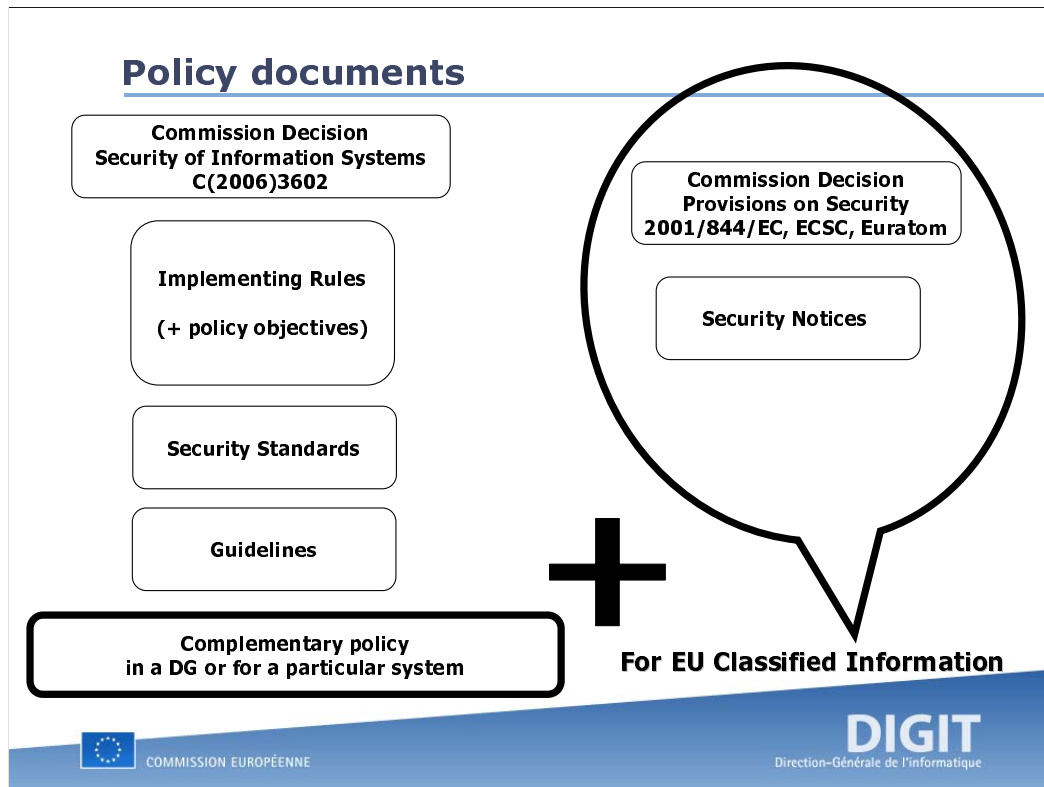 Policy documents
Commission Decision
Security of Information Systems
C(2006)3602
Implementing Rules
(+ policy objectives)
Security Standards
Guidelines
Complementary policy
in a DG or for a particular system
Commission Decision
Provisions on Security
2001/844/EC, ECSC, Euratom
Security Notices
For EU Classified Information
COMMISSION EUROPÉENNE
DIGIT
Direction-Générale de l'informatique